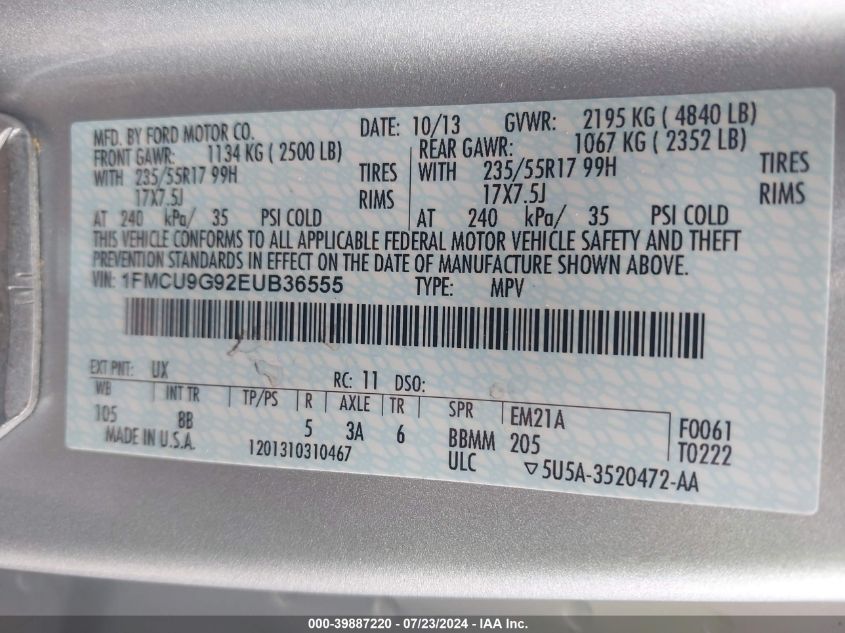 MFD. BY FORD MOTOR CO. DATE: 10/13 GVWR: 2195 KG ( 4840 LB)
FRONT GAWR: 1134 KG ( 2500 LB) REAR GAWR: 1067 KG ( 2352 LB)
WITH 235/55R17 99H TIRES WITH 235/55R17 99H TIRES
17X7.5J RIMS 17X7.5J RIMS
AT 240 kPa/ 35 PSI COLD AT 240 kPa/ 35 PSI COLD
THIS VEHICLE CONFORMS TO ALL APPLICABLE FEDERAL MOTOR VEHICLE SAFETY AND THEFT
PREVENTION STANDARDS IN EFFECT ON THE DATE OF MANUFACTURE SHOWN ABOVE.
VIN: 1FMCU9G92EUB36555 TYPE: MPV
EXT PNT: UX RC: 11 DSO:
WB INT TR TP/PS R AXLE TR SPR EM21A F0061
105 8B 5 3A 6 BBMM 205 T0222
MADE IN U.S.A. 1201310310467 ULC ▽5U5A-3520472-AA
000-39887220 - 07/23/2024 - IAA Inc.